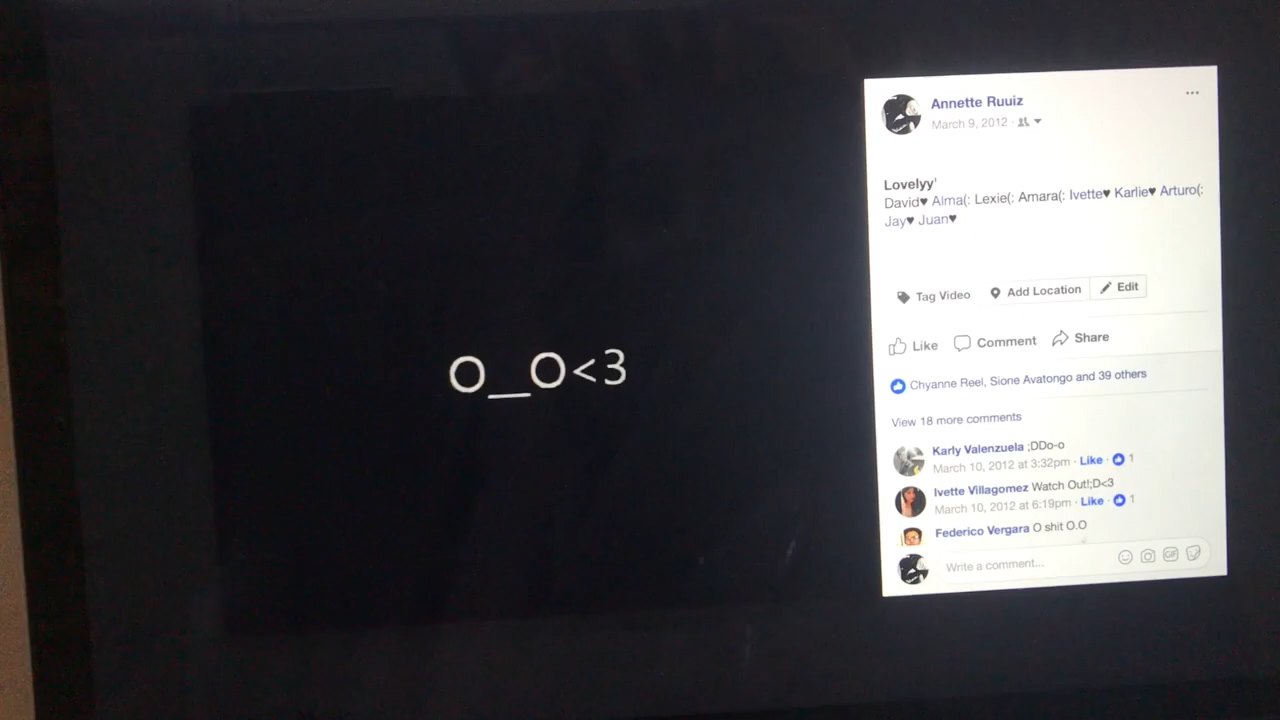 O__O<3
Annette Ruuiz
March 9, 2012
Lovelyy'
David♥ Alma(: Lexie(: Amara(: Ivette♥ Karlie♥ Arturo(:
Jay♥ Juan♥
Tag Video
Add Location
Edit
Like
Comment
Share
Chyanne Reel, Sione Avatongo and 39 others
View 18 more comments
Karly Valenzuela ;DDo-o
March 10, 2012 at 3:32pm · Like · 1
Ivette Villagomez Watch Out!;D<3
March 10, 2012 at 6:19pm · Like · 1
Federico Vergara O shit O.O
Write a comment...
GIF